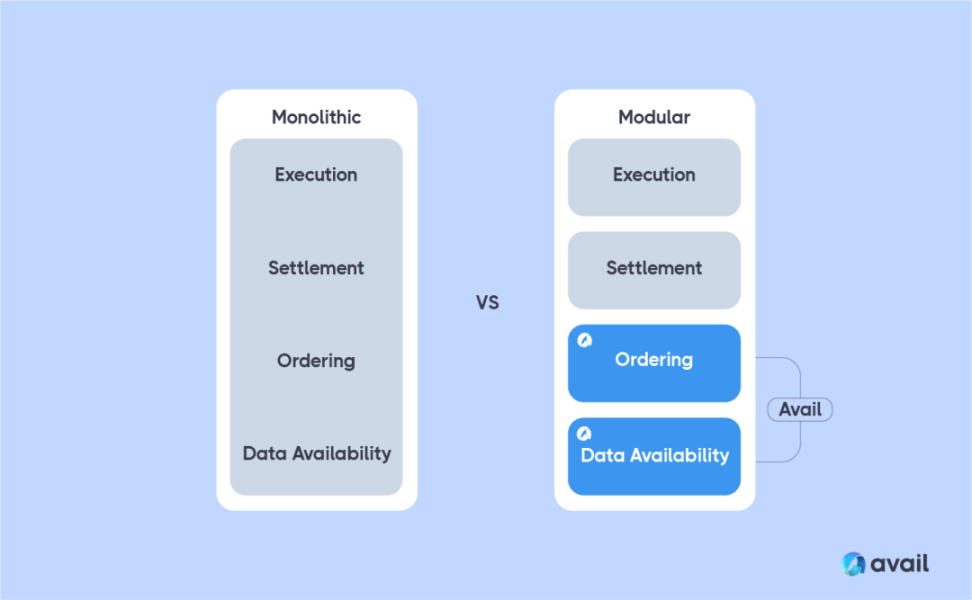 Monolithic
Execution
Settlement
Ordering
Data Availability
VS
Modular
Execution
Settlement
Ordering
Data Availability
Avail
avail